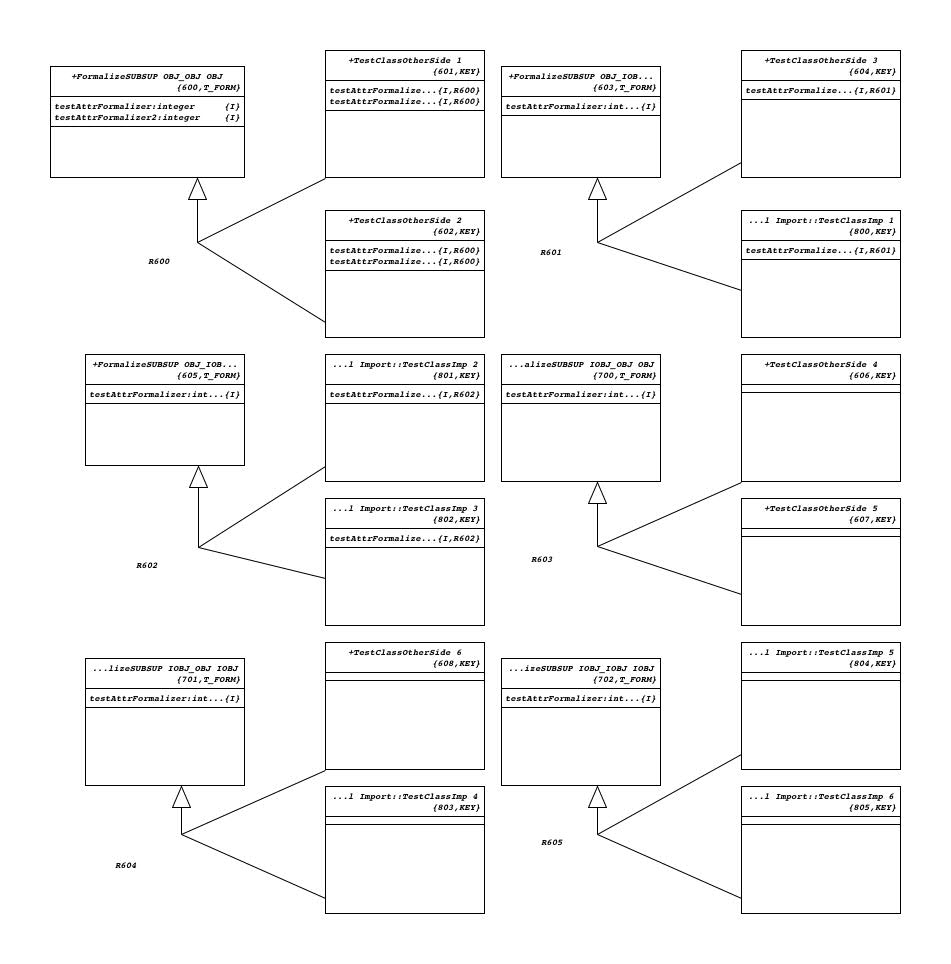 +FormalizeSUBSUP OBJ_OBJ OBJ
{600,T_FORM}
testAttrFormalizer:integer {I}
testAttrFormalizer2:integer {I}
+TestClassOtherSide 1
{601,KEY}
testAttrFormalize...{I,R600}
testAttrFormalize...{I,R600}
+TestClassOtherSide 2
{602,KEY}
testAttrFormalize...{I,R600}
testAttrFormalize...{I,R600}
R600
+FormalizeSUBSUP OBJ_IOB...
{603,T_FORM}
testAttrFormalizer:int...{I}
+TestClassOtherSide 3
{604,KEY}
testAttrFormalize...{I,R601}
...l Import::TestClassImp 1
{800,KEY}
testAttrFormalize...{I,R601}
R601
+FormalizeSUBSUP OBJ_IOB...
{605,T_FORM}
testAttrFormalizer:int...{I}
...l Import::TestClassImp 2
{801,KEY}
testAttrFormalize...{I,R602}
...l Import::TestClassImp 3
{802,KEY}
testAttrFormalize...{I,R602}
R602
...alizeSUBSUP IOBJ_OBJ OBJ
{700,T_FORM}
testAttrFormalizer:int...{I}
+TestClassOtherSide 4
{606,KEY}
+TestClassOtherSide 5
{607,KEY}
R603
...lizeSUBSUP IOBJ_OBJ IOBJ
{701,T_FORM}
testAttrFormalizer:int...{I}
+TestClassOtherSide 6
{608,KEY}
...l Import::TestClassImp 4
{803,KEY}
R604
...izeSUBSUP IOBJ_IOBJ IOBJ
{702,T_FORM}
testAttrFormalizer:int...{I}
...l Import::TestClassImp 5
{804,KEY}
...l Import::TestClassImp 6
{805,KEY}
R605